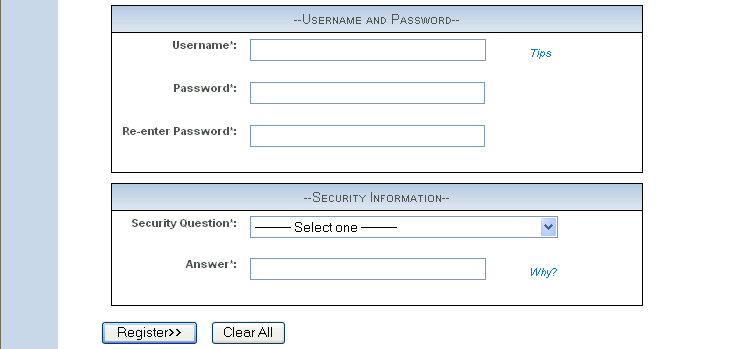 --Username and Password--
Username*:
Tips
Password*:
Re-enter Password*:
--Security Information--
Security Question*:
——— Select one ———
Answer*:
Why?
Register>> Clear All